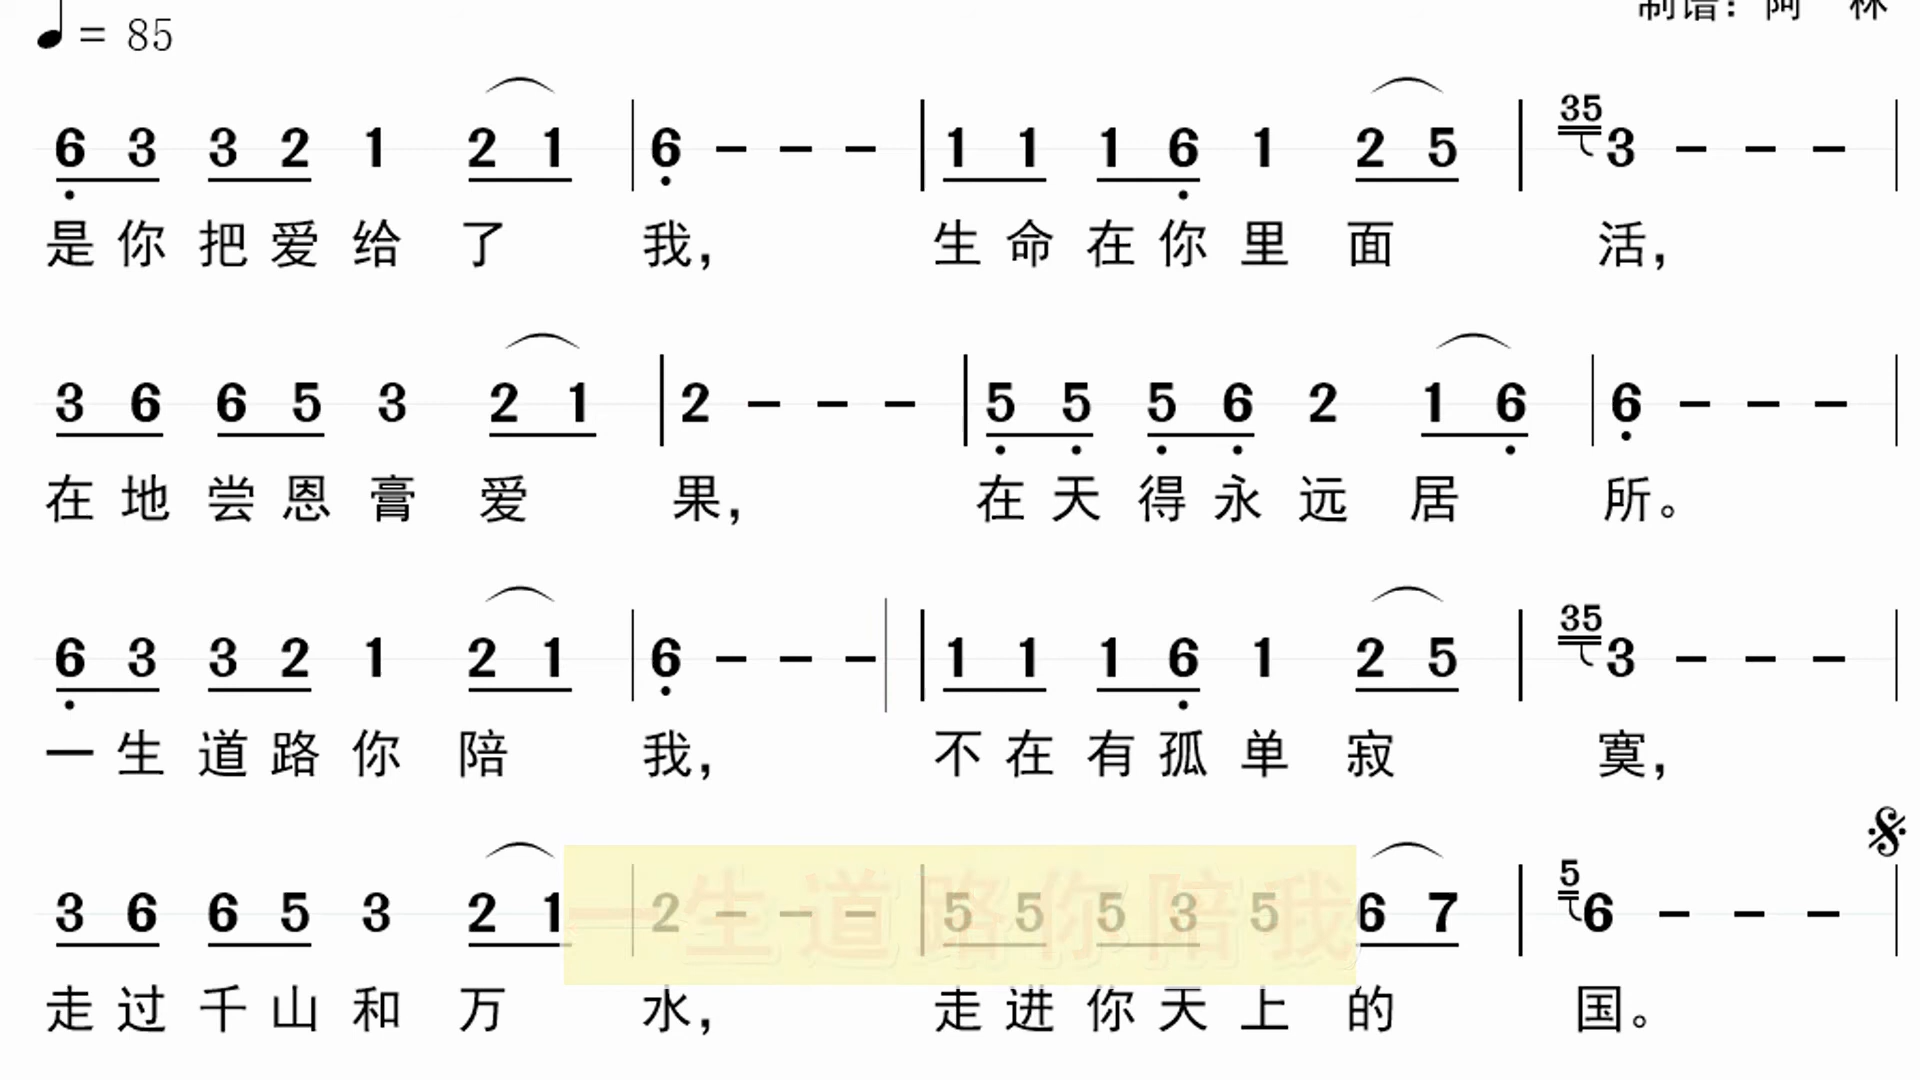 ♩ = 85
制谱：阿 林
6 3 3 2 1 2 1 | 6 – – – | 1 1 1 6 1 2 5 | 35 3 – – – |
是你把爱给了我，生命在你里面活，
3 6 6 5 3 2 1 | 2 – – – | 5 5 5 6 2 1 6 | 6 – – – |
在地尝恩膏爱果，在天得永远居所。
6 3 3 2 1 2 1 | 6 – – – | 1 1 1 6 1 2 5 | 35 3 – – – |
一生道路你陪我，不在有孤单寂寞，
3 6 6 5 3 2 1 | 2 – – – | 5 5 5 3 5 6 7 | 5 6 – – – |
一生道路你陪我
走过千山和万水，走进你天上的国。